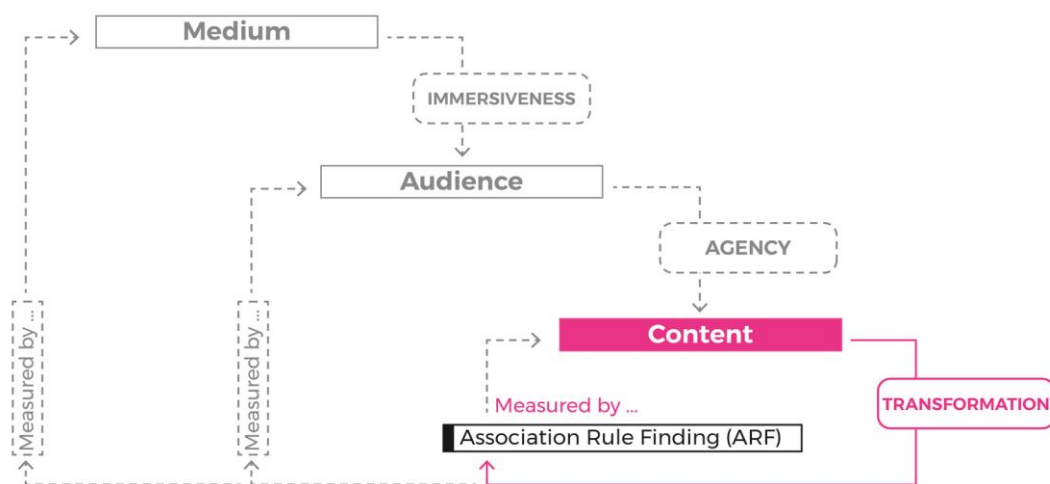 Medium
IMMERSIVENESS
Audience
AGENCY
Measured by ...
Measured by ...
Content
Measured by ...
TRANSFORMATION
Association Rule Finding (ARF)